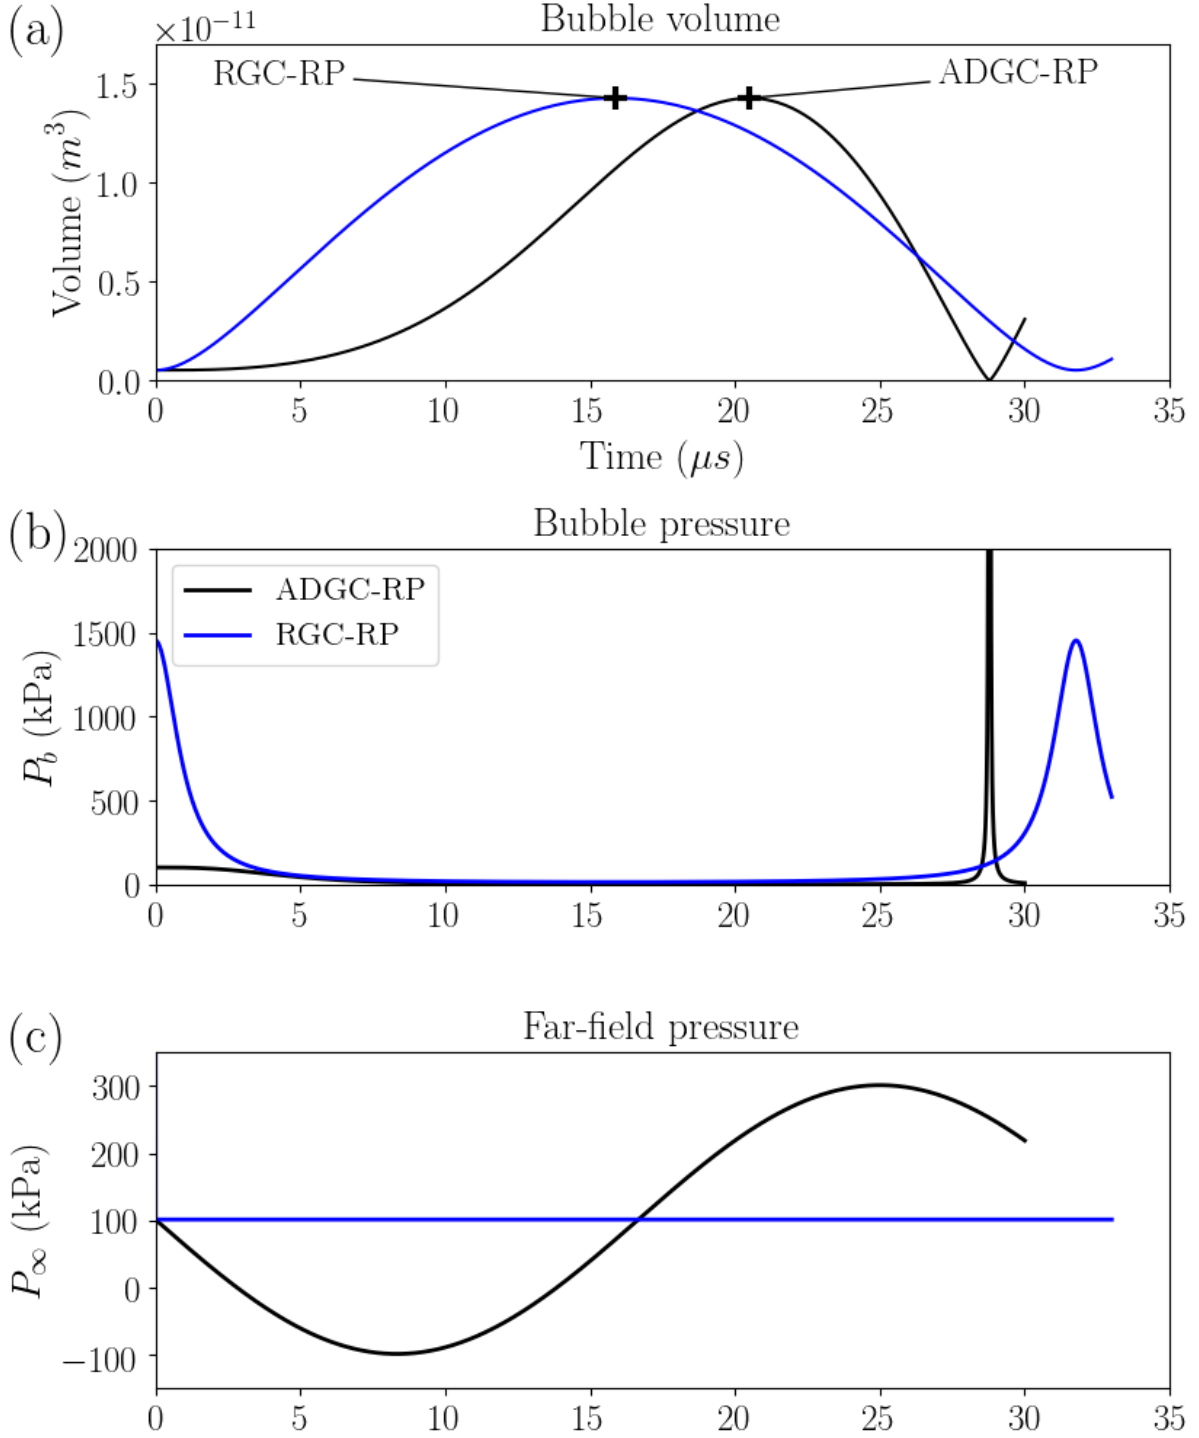 (a)
×10⁻¹¹
Bubble volume
RGC-RP
ADGC-RP
Volume (m³)
1.5
1.0
0.5
0.0
0 5 10 15 20 25 30 35
Time (μs)
(b)
Bubble pressure
P_b (kPa)
2000
1500
1000
500
0
ADGC-RP
RGC-RP
0 5 10 15 20 25 30 35
(c)
Far-field pressure
P_∞ (kPa)
300
200
100
0
−100
0 5 10 15 20 25 30 35